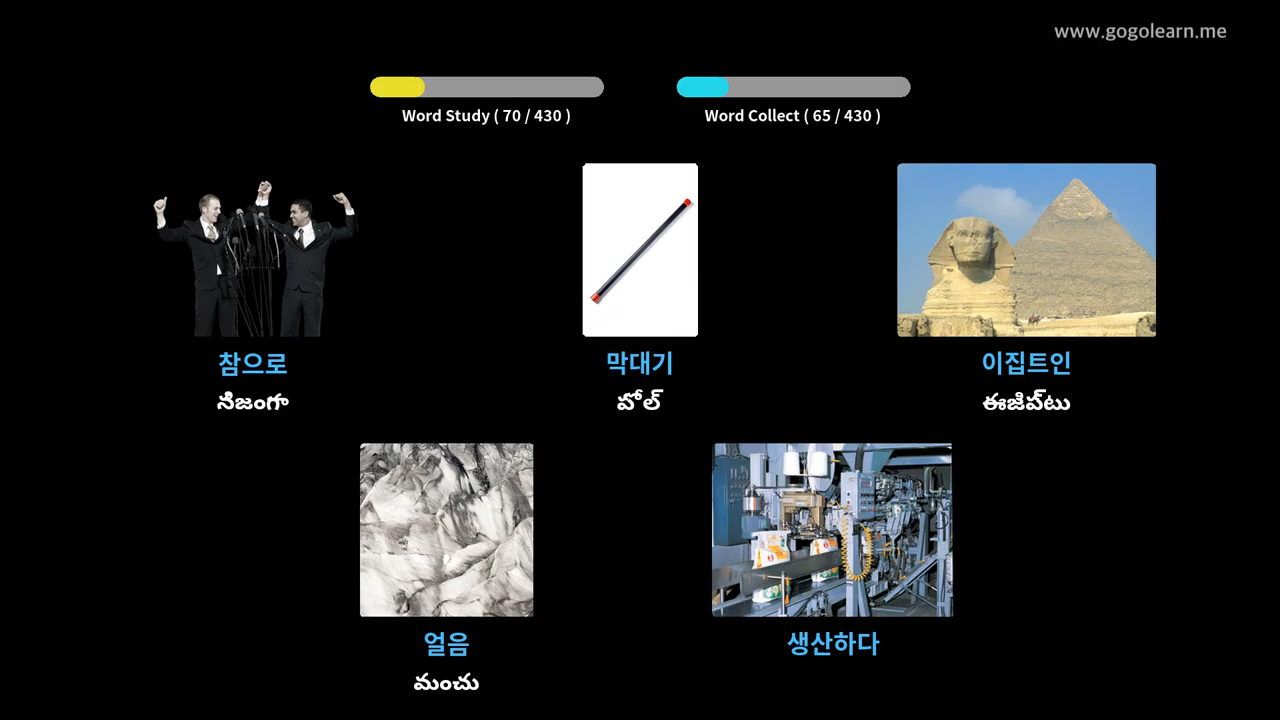 www.gogolearn.me
Word Study ( 70 / 430 )
Word Collect ( 65 / 430 )
참으로
막대기
이집트인
నిజంగా
పోల్
ఈజిప్టు
얼음
생산하다
మంచు